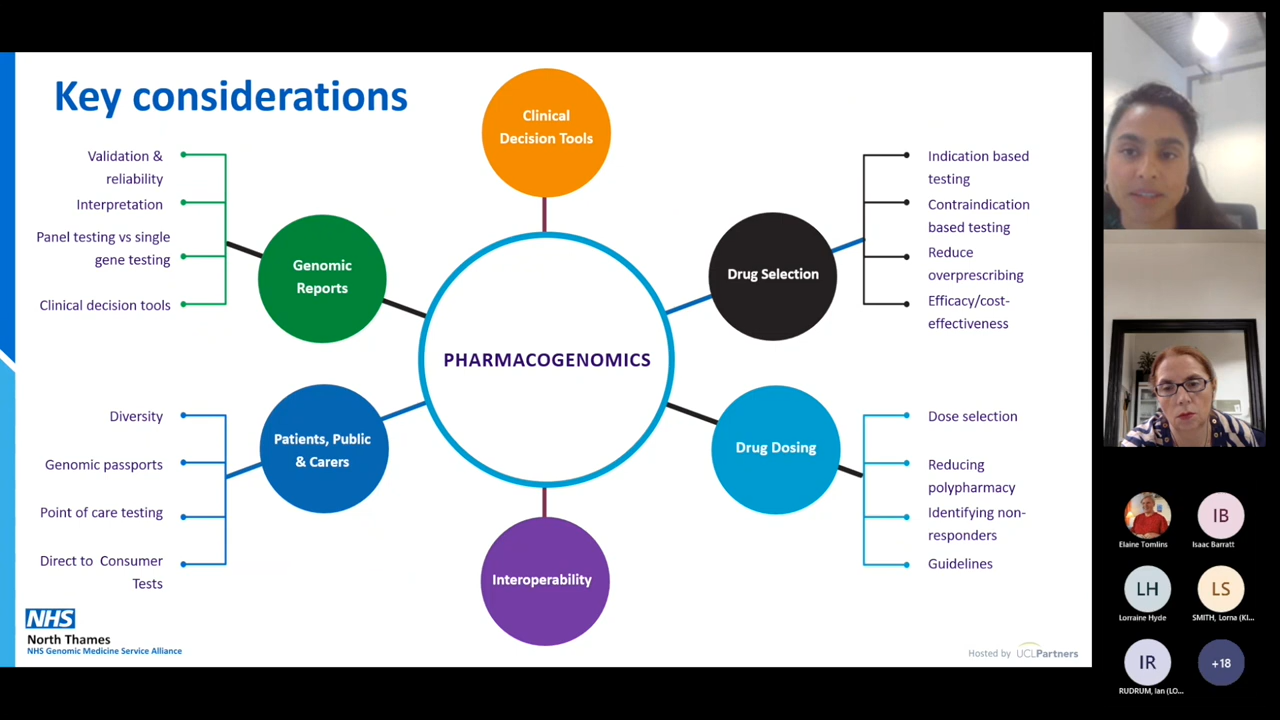 Key considerations
Clinical
Decision Tools
Validation &
reliability
Interpretation
Panel testing vs single
gene testing
Clinical decision tools
Genomic
Reports
Drug Selection
Indication based
testing
Contraindication
based testing
Reduce
overprescribing
Efficacy/cost-
effectiveness
PHARMACOGENOMICS
Diversity
Genomic passports
Point of care testing
Direct to Consumer
Tests
Patients, Public
& Carers
Drug Dosing
Dose selection
Reducing
polypharmacy
Identifying non-
responders
Guidelines
Interoperability
NHS
North Thames
NHS Genomic Medicine Service Alliance
Hosted by UCLPartners
IB
Elaine Tomlins
Isaac Barratt
LH
LS
Lorraine Hyde
SMITH, Lorna (KI...
IR
+18
RUDRUM, Ian (LO...